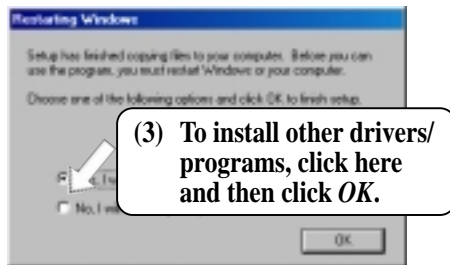 Restarting Windows
Setup has finished copying files to your computer. Before you can
use the program, you must restart Windows or your computer.
Choose one of the following options and click OK to finish setup.
(3) To install other drivers/
programs, click here
and then click OK.
No, I
OK